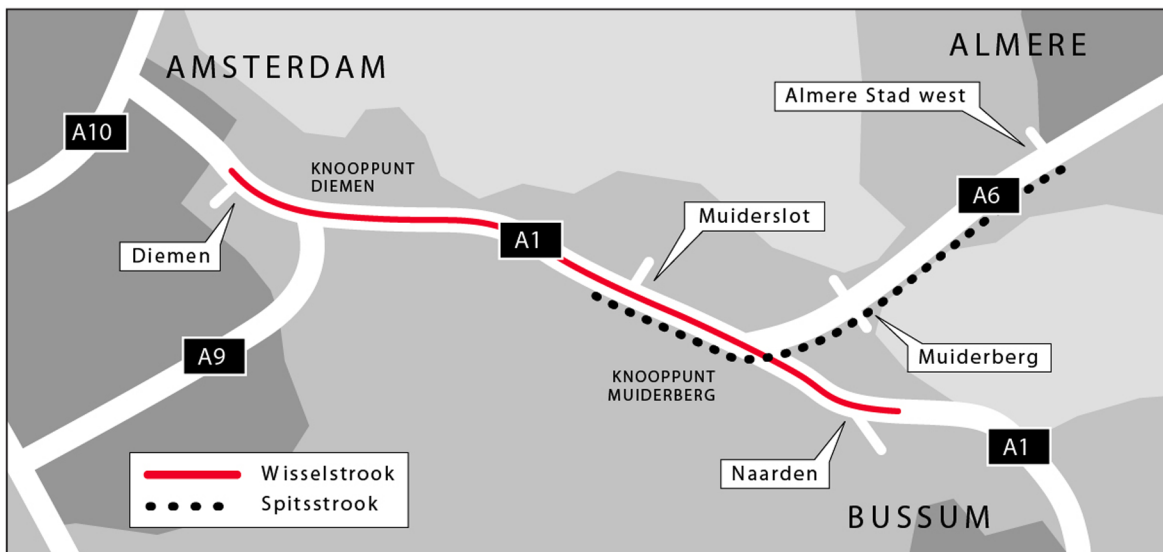 ALMERE
AMSTERDAM
Almere Stad west
A10
KNOOPPUNT
DIEMEN
A6
Muiderslot
A1
Diemen
A9
Muiderberg
KNOOPPUNT
MUIDERBERG
A1
Naarden
Wisselstrook
Spitsstrook
BUSSUM